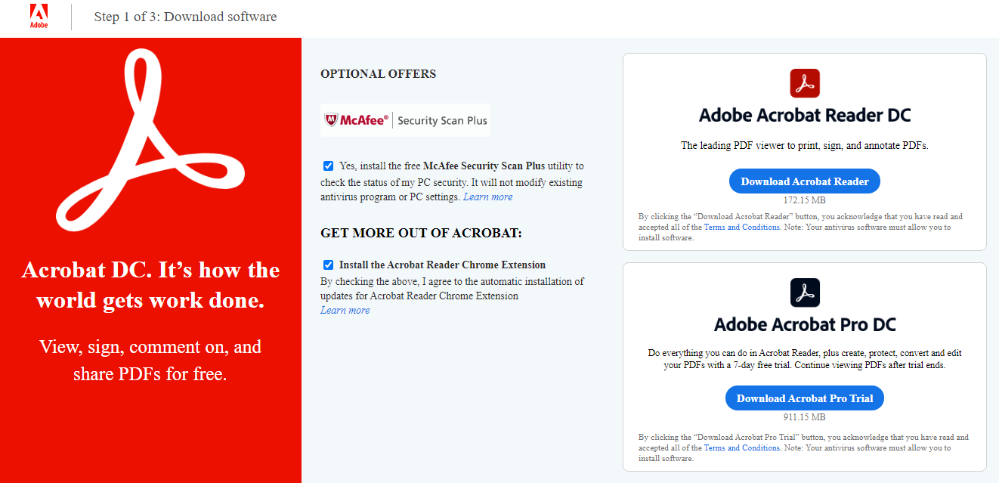 Adobe
Step 1 of 3: Download software
Acrobat DC. It’s how the
world gets work done.
View, sign, comment on, and
share PDFs for free.
OPTIONAL OFFERS
McAfee® Security Scan Plus
Yes, install the free McAfee Security Scan Plus utility to
check the status of my PC security. It will not modify existing
antivirus program or PC settings. Learn more
GET MORE OUT OF ACROBAT:
Install the Acrobat Reader Chrome Extension
By checking the above, I agree to the automatic installation of
updates for Acrobat Reader Chrome Extension
Learn more
Adobe Acrobat Reader DC
The leading PDF viewer to print, sign, and annotate PDFs.
Download Acrobat Reader
172.15 MB
By clicking the “Download Acrobat Reader” button, you acknowledge that you have read and
accepted all of the Terms and Conditions. Note: Your antivirus software must allow you to
install software.
Adobe Acrobat Pro DC
Do everything you can do in Acrobat Reader, plus create, protect, convert and edit
your PDFs with a 7-day free trial. Continue viewing PDFs after trial ends.
Download Acrobat Pro Trial
911.15 MB
By clicking the “Download Acrobat Pro Trial” button, you acknowledge that you have read and
accepted all of the Terms and Conditions. Note: Your antivirus software must allow you to
install software.